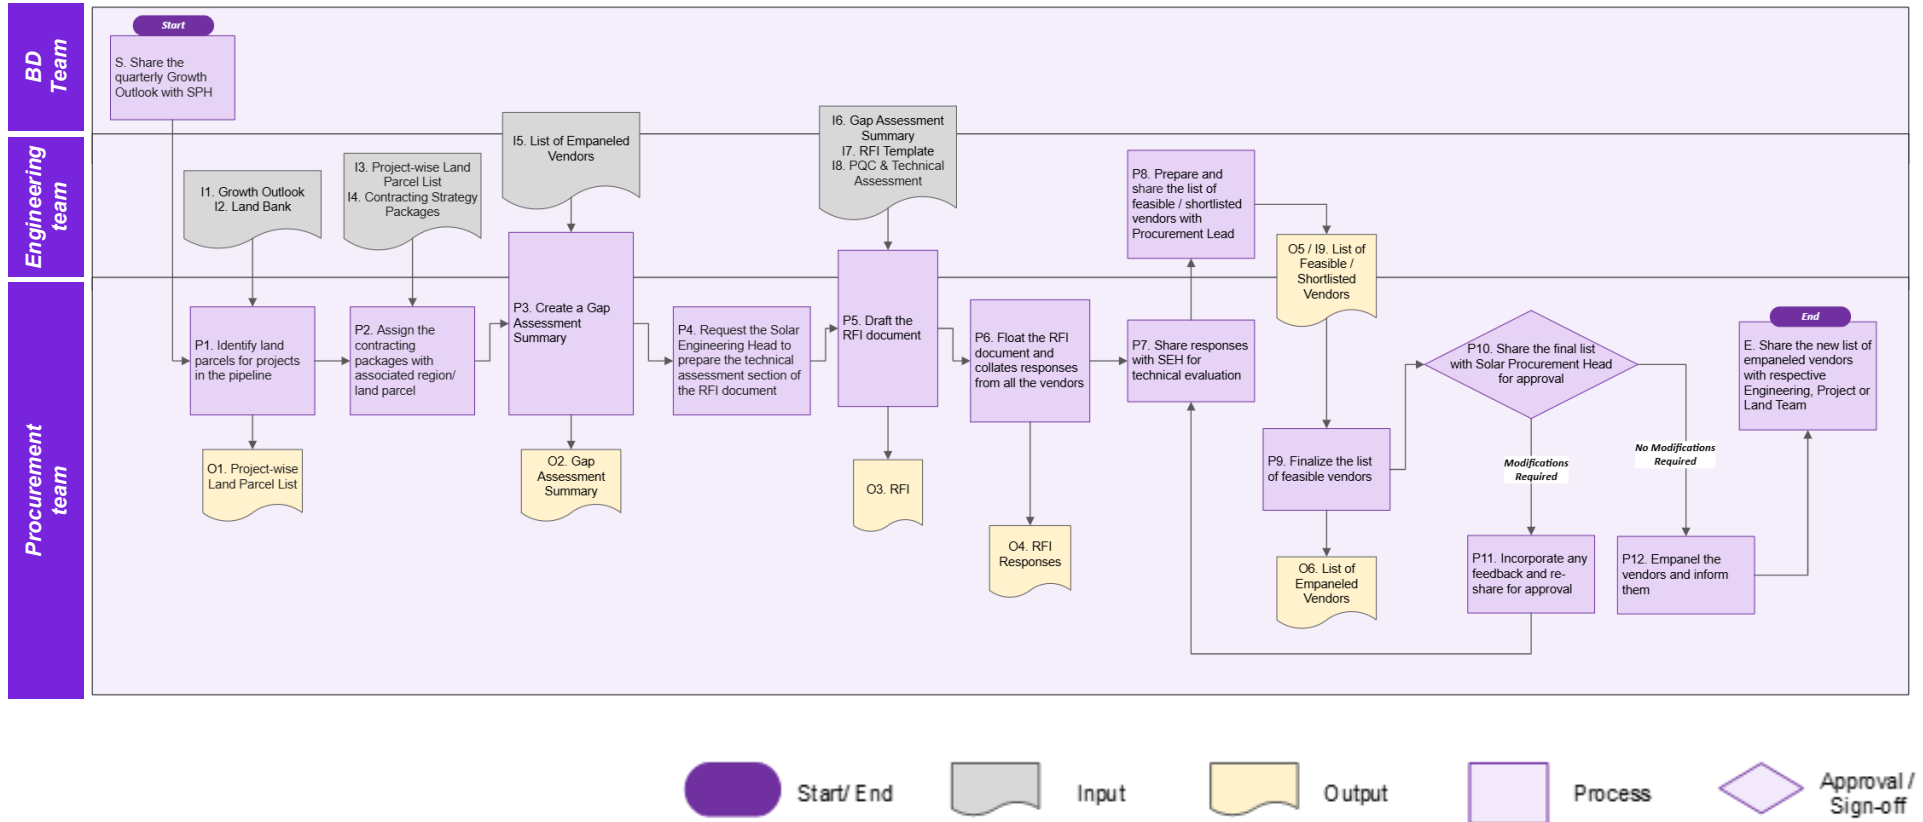 BD
Team
Start
S. Share the
quarterly Growth
Outlook with SPH
Engineering
team
I1. Growth Outlook
I2. Land Bank
I3. Project-wise Land
Parcel List
I4. Contracting Strategy
Packages
I5. List of Empaneled
Vendors
I6. Gap Assessment
Summary
I7. RFI Template
I8. PQC & Technical
Assessment
P8. Prepare and
share the list of
feasible / shortlisted
vendors with
Procurement Lead
O5 / I9. List of
Feasible /
Shortlisted
Vendors
Procurement
team
P1. Identify land
parcels for projects
in the pipeline
P2. Assign the
contracting
packages with
associated region/
land parcel
P3. Create a Gap
Assessment
Summary
P4. Request the Solar
Engineering Head to
prepare the technical
assessment section of
the RFI document
P5. Draft the
RFI document
P6. Float the RFI
document and
collates responses
from all the vendors
P7. Share responses
with SEH for
technical evaluation
P10. Share the final list
with Solar Procurement Head
for approval
End
E. Share the new list of
empaneled vendors
with respective
Engineering, Project or
Land Team
O1. Project-wise
Land Parcel List
O2. Gap
Assessment
Summary
O3. RFI
O4. RFI
Responses
P9. Finalize the list
of feasible vendors
O6. List of
Empaneled
Vendors
Modifications
Required
No Modifications
Required
P11. Incorporate any
feedback and re-
share for approval
P12. Empanel the
vendors and inform
them
Start/ End
Input
Output
Process
Approval /
Sign-off